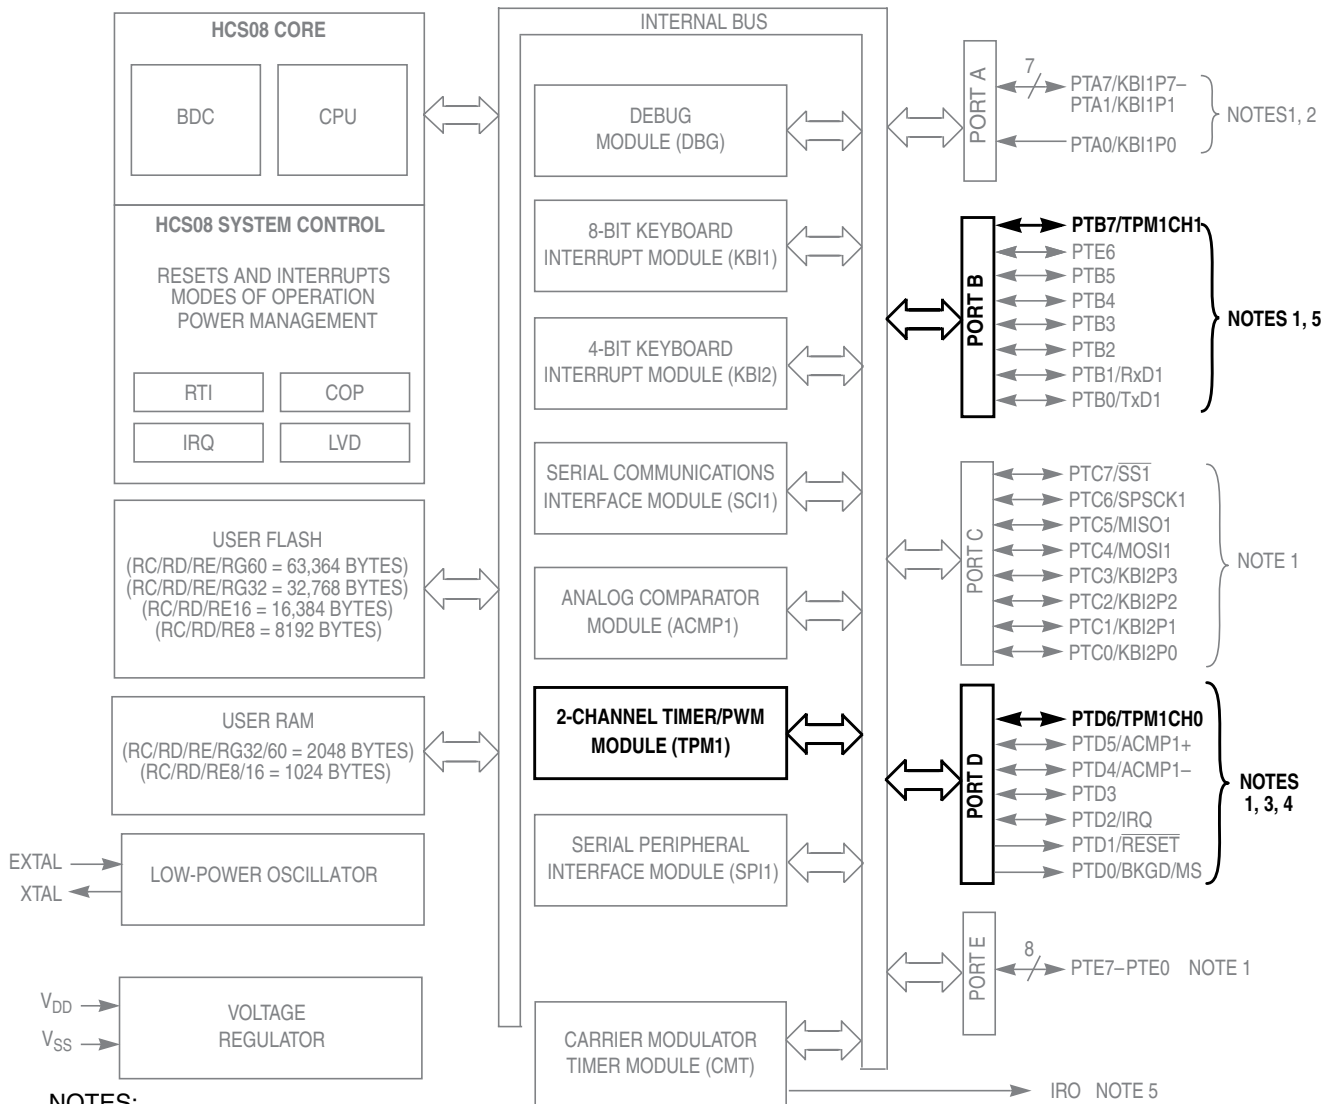 HCS08 CORE
BDC
CPU
HCS08 SYSTEM CONTROL
RESETS AND INTERRUPTS
MODES OF OPERATION
POWER MANAGEMENT
RTI
COP
IRQ
LVD
USER FLASH
(RC/RD/RE/RG60 = 63,364 BYTES)
(RC/RD/RE/RG32 = 32,768 BYTES)
(RC/RD/RE16 = 16,384 BYTES)
(RC/RD/RE8 = 8192 BYTES)
USER RAM
(RC/RD/RE/RG32/60 = 2048 BYTES)
(RC/RD/RE8/16 = 1024 BYTES)
EXTAL
XTAL
LOW-POWER OSCILLATOR
VDD
VSS
VOLTAGE
REGULATOR
NOTES:
INTERNAL BUS
DEBUG
MODULE (DBG)
8-BIT KEYBOARD
INTERRUPT MODULE (KBI1)
4-BIT KEYBOARD
INTERRUPT MODULE (KBI2)
SERIAL COMMUNICATIONS
INTERFACE MODULE (SCI1)
ANALOG COMPARATOR
MODULE (ACMP1)
2-CHANNEL TIMER/PWM
MODULE (TPM1)
SERIAL PERIPHERAL
INTERFACE MODULE (SPI1)
CARRIER MODULATOR
TIMER MODULE (CMT)
PORT A
7
PTA7/KBI1P7–
PTA1/KBI1P1
PTA0/KBI1P0
NOTES1, 2
PORT B
PTB7/TPM1CH1
PTE6
PTB5
PTB4
PTB3
PTB2
PTB1/RxD1
PTB0/TxD1
NOTES 1, 5
PORT C
PTC7/SS1
PTC6/SPSCK1
PTC5/MISO1
PTC4/MOSI1
PTC3/KBI2P3
PTC2/KBI2P2
PTC1/KBI2P1
PTC0/KBI2P0
NOTE 1
PORT D
PTD6/TPM1CH0
PTD5/ACMP1+
PTD4/ACMP1–
PTD3
PTD2/IRQ
PTD1/RESET
PTD0/BKGD/MS
NOTES
1, 3, 4
PORT E
8
PTE7–PTE0 NOTE 1
IRO NOTE 5